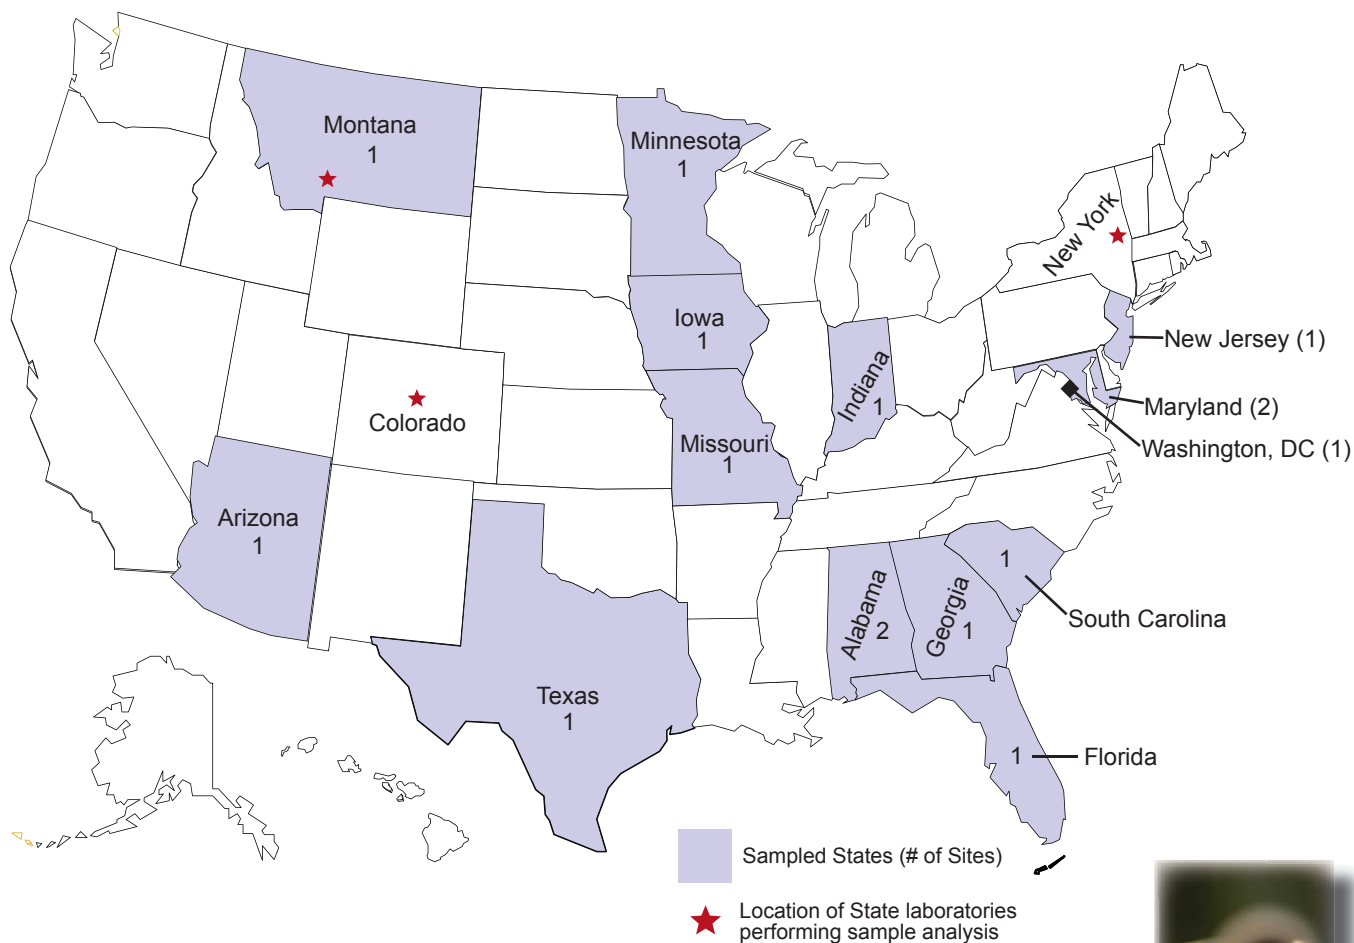 Montana
1
Minnesota
1
New York
Iowa
1
New Jersey (1)
Indiana
1
Maryland (2)
Colorado
Missouri
1
Washington, DC (1)
Arizona
1
1
South Carolina
Alabama
2
Georgia
1
Texas
1
1
Florida
Sampled States (# of Sites)
Location of State laboratories
performing sample analysis